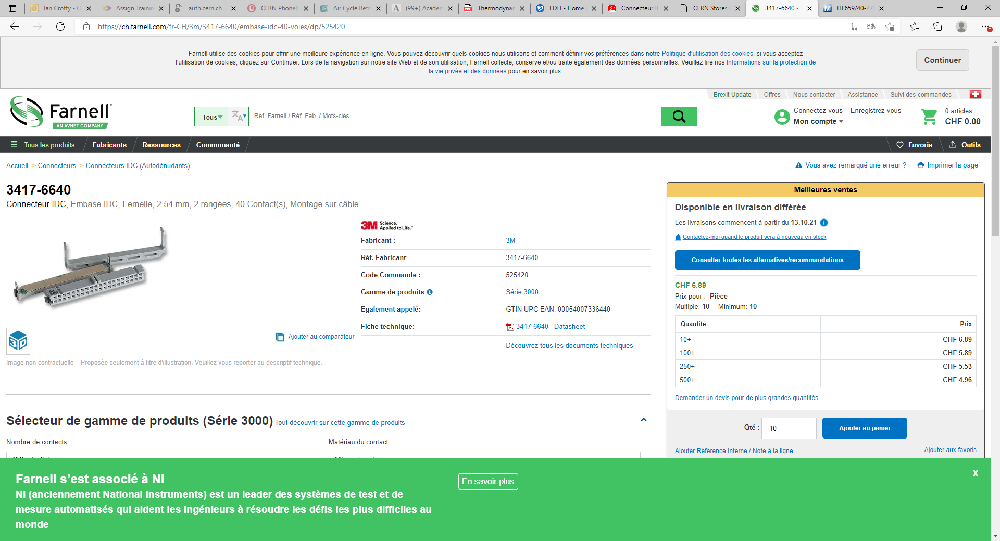 Ian Crotty - O
Assign Trainin
auth.cern.ch
CERN Phoneb
Air Cycle Refr
(99+) Academ
Thermodynam
EDH - Home
Connecteur I
CERN Stores
3417-6640 -
HF659/40-27
https://ch.farnell.com/fr-CH/3m/3417-6640/embase-idc-40-voies/dp/525420
Farnell utilise des cookies pour offrir une meilleure expérience en ligne. Vous pouvez découvrir quels cookies nous utilisons et comment définir vos préférences dans notre Politique d'utilisation des cookies, si vous acceptez
l'utilisation de cookies, cliquez sur Continuer. Lors de la navigation sur notre site Web et de son utilisation, Farnell collecte, conserve et/ou traite également des données personnelles. Veuillez lire nos Informations sur la protection de
la vie privée et des données pour en savoir plus.
Continuer
Brexit Update
Offres
Nous contacter
Assistance
Suivi des commandes
Farnell
AN AVNET COMPANY
Tous
Réf. Farnell / Réf. Fab. / Mots-clés
Connectez-vous
Mon compte
Enregistrez-vous
0 articles
CHF 0.00
Tous les produits
Fabricants
Ressources
Communauté
Favoris
Outils
Accueil > Connecteurs > Connecteurs IDC (Autodénudants)
Vous avez remarqué une erreur ?
Imprimer la page
3417-6640
Connecteur IDC, Embase IDC, Femelle, 2.54 mm, 2 rangées, 40 Contact(s), Montage sur câble
3M Science.
Applied to Life.™
Fabricant : 3M
Réf. Fabricant: 3417-6640
Code Commande : 525420
Gamme de produits Série 3000
Egalement appelé: GTIN UPC EAN: 00054007336440
Fiche technique: 3417-6640 Datasheet
Découvrez tous les documents techniques
3D
Ajouter au comparateur
Image non contractuelle – Proposée seulement à titre d'illustration. Veuillez vous reporter au descriptif technique.
Meilleures ventes
Disponible en livraison différée
Les livraisons commencent à partir du 13.10.21
Contactez-moi quand le produit sera à nouveau en stock
Consulter toutes les alternatives/recommandations
CHF 6.89
Prix pour : Pièce
Multiple: 10 Minimum: 10
Quantité Prix
10+ CHF 6.89
100+ CHF 5.89
250+ CHF 5.53
500+ CHF 4.96
Demander un devis pour de plus grandes quantités
Qté : 10
Ajouter au panier
Ajouter Référence Interne / Note à la ligne
Ajouter aux favoris
Sélecteur de gamme de produits (Série 3000) Tout découvrir sur cette gamme de produits
Nombre de contacts
Matériau du contact
Farnell s'est associé à NI
NI (anciennement National Instruments) est un leader des systèmes de test et de
mesure automatisés qui aident les ingénieurs à résoudre les défis les plus difficiles au
monde
En savoir plus
X